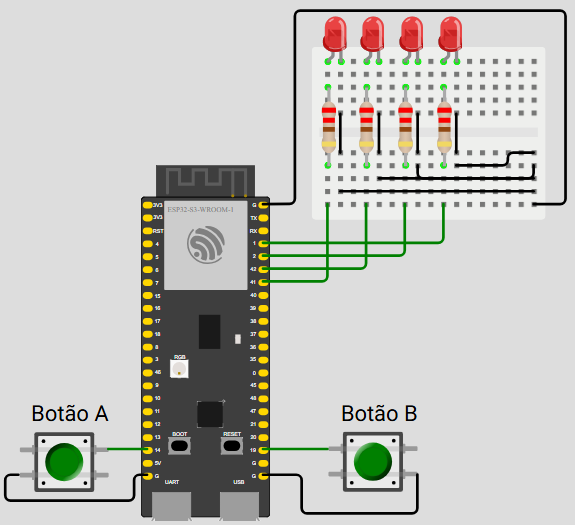 ESP32-S3-WROOM-1
3V3
3V3
RST
4
5
6
7
15
16
17
18
8
3
46
9
10
11
12
13
14
5V
G
G
TX
RX
1
2
42
41
40
39
38
37
36
35
0
45
48
47
21
20
19
G
G
RGB
BOOT
RESET
UART
USB
Botão A
Botão B